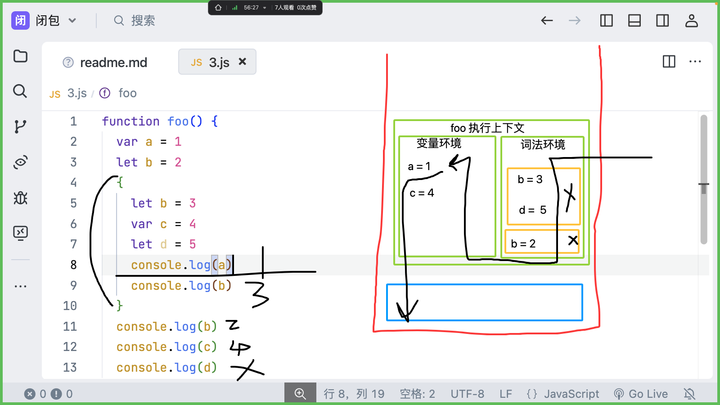 闭 闭包 搜索
56:27 7人观看 0次点赞
readme.md JS 3.js
JS 3.js foo
1 function foo() {
2 var a = 1
3 let b = 2
4 {
5 let b = 3
6 var c = 4
7 let d = 5
8 console.log(a) 1
9 console.log(b) 3
10 }
11 console.log(b) 2
12 console.log(c) 4
13 console.log(d) X
foo 执行上下文
变量环境
a = 1
c = 4
词法环境
b = 3
d = 5
X
b = 2 X
0 0 行 8，列 19 空格: 2 UTF-8 LF {} JavaScript Go Live